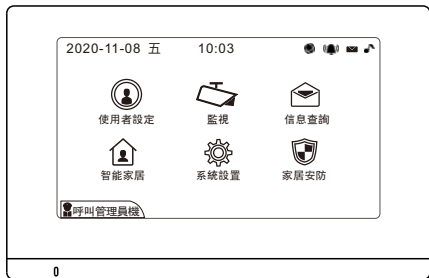 2020-11-08 五 10:03
使用者設定 監視 信息查詢
智能家居 系統設置 家居安防
呼叫管理員機